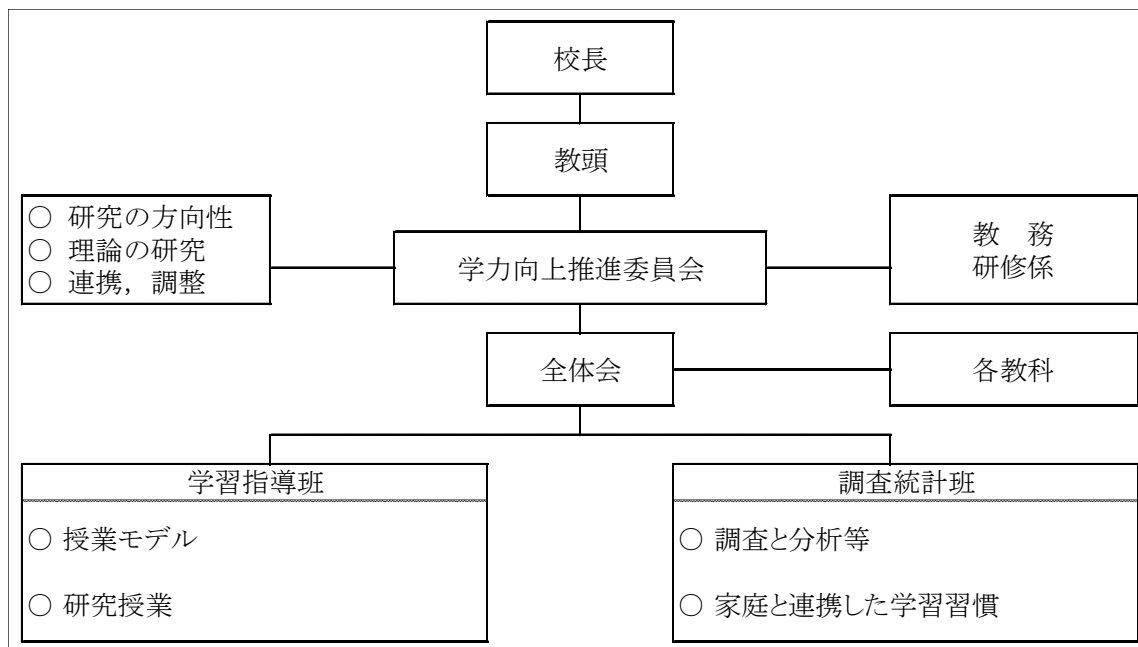 校長
教頭
○ 研究の方向性
○ 理論の研究
○ 連携，調整
学力向上推進委員会
教　務
研修係
全体会
各教科
学習指導班
○ 授業モデル
○ 研究授業
調査統計班
○ 調査と分析等
○ 家庭と連携した学習習慣